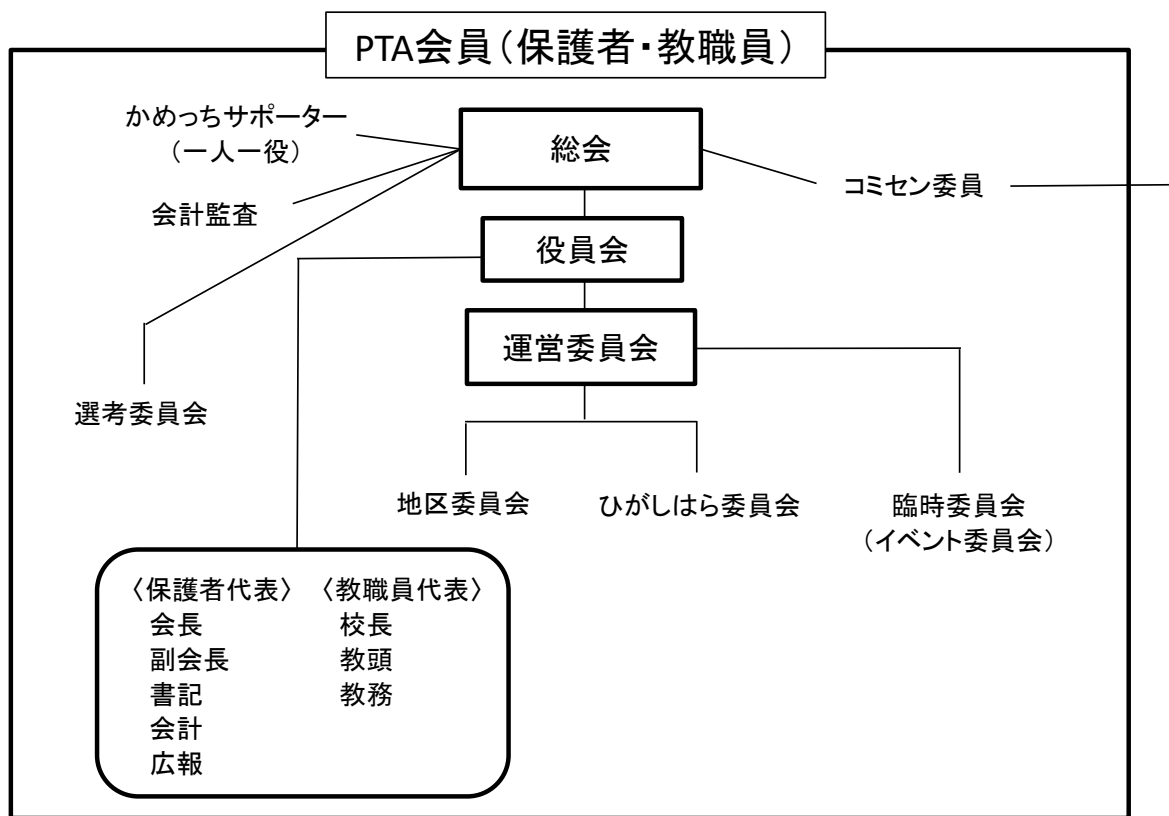 PTA会員（保護者・教職員）
かめっちサポーター
（一人一役）
総会
コミセン委員
会計監査
役員会
運営委員会
選考委員会
地区委員会
ひがしはら委員会
臨時委員会
（イベント委員会）
〈保護者代表〉 〈教職員代表〉
会長 校長
副会長 教頭
書記 教務
会計
広報